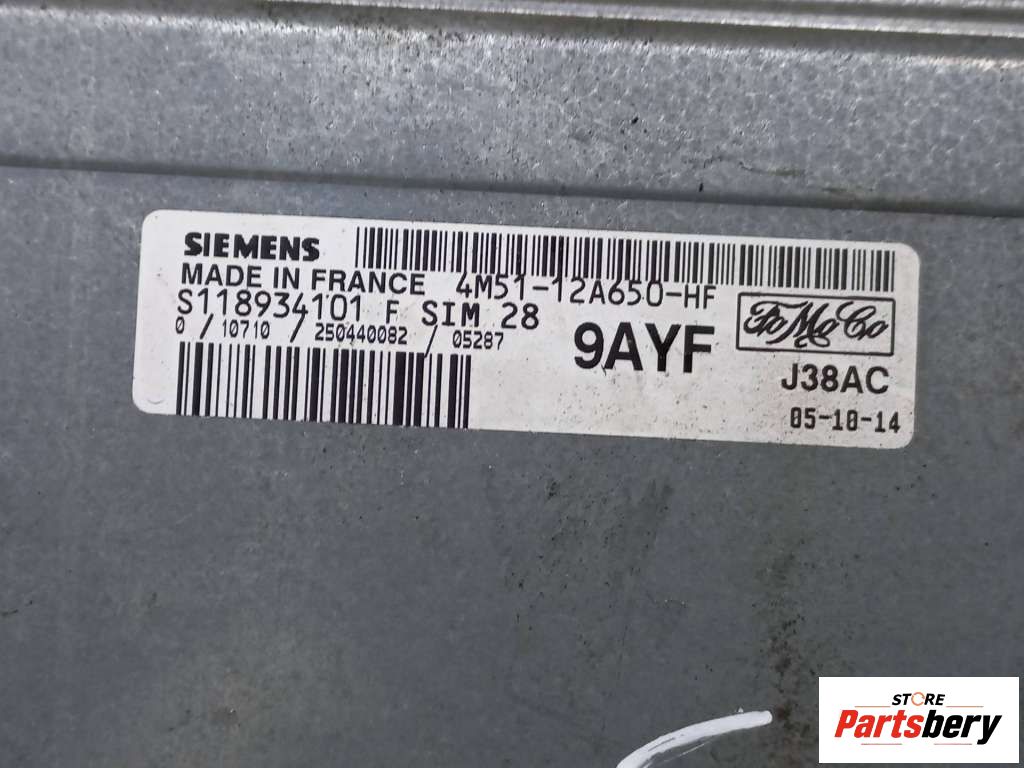 SIEMENS
MADE IN FRANCE 4M51-12A650-HF
S118934101 F SIM 28
0 / 10710 / 250440082 / 05287
9AYF
FoMoCo
J38AC
05-10-14
STORE
Partsbery